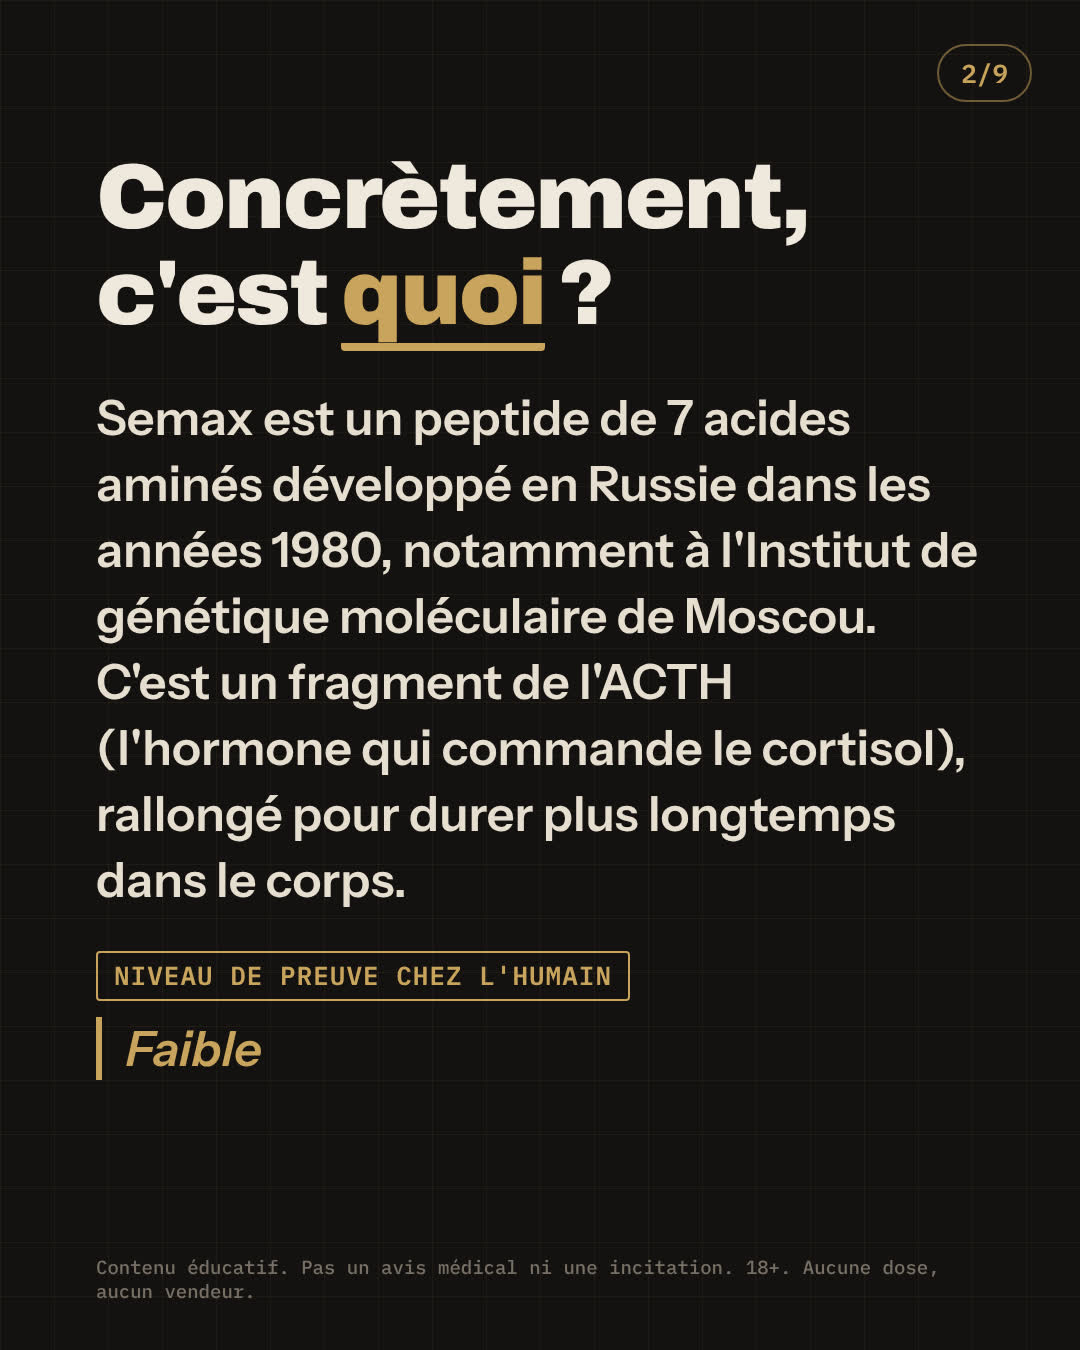 2/9
Concrètement,
c'est quoi ?
Semax est un peptide de 7 acides
aminés développé en Russie dans les
années 1980, notamment à l'Institut de
génétique moléculaire de Moscou.
C'est un fragment de l'ACTH
(l'hormone qui commande le cortisol),
rallongé pour durer plus longtemps
dans le corps.
NIVEAU DE PREUVE CHEZ L'HUMAIN
Faible
Contenu éducatif. Pas un avis médical ni une incitation. 18+. Aucune dose,
aucun vendeur.